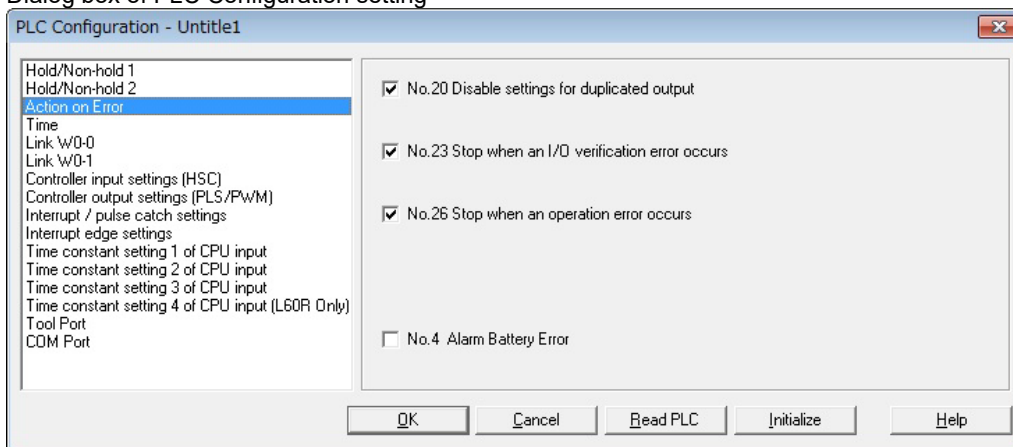 Dialog box of PLC Configuration setting
PLC Configuration - Untitle1
Hold/Non-hold 1
Hold/Non-hold 2
Action on Error
Time
Link W0-0
Link W0-1
Controller input settings (HSC)
Controller output settings (PLS/PWM)
Interrupt / pulse catch settings
Interrupt edge settings
Time constant setting 1 of CPU input
Time constant setting 2 of CPU input
Time constant setting 3 of CPU input
Time constant setting 4 of CPU input (L60R Only)
Tool Port
COM Port
No.20 Disable settings for duplicated output
No.23 Stop when an I/O verification error occurs
No.26 Stop when an operation error occurs
No.4 Alarm Battery Error
OK Cancel Read PLC Initialize Help